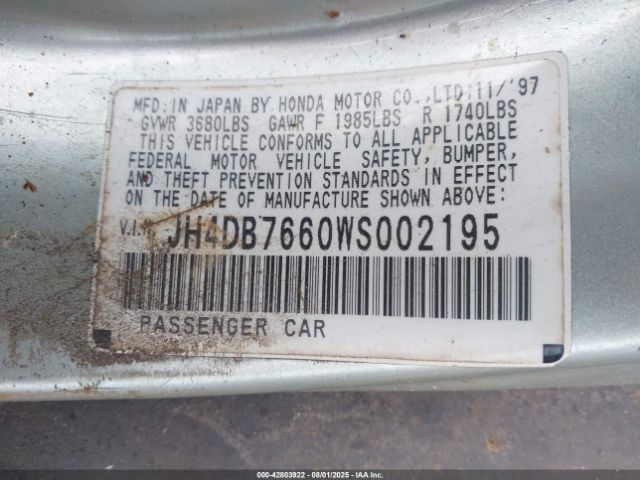 MFD. IN JAPAN BY HONDA MOTOR CO., LTD. 11/'97
GVWR 3680LBS GAWR F 1985LBS R 1740LBS
THIS VEHICLE CONFORMS TO ALL APPLICABLE
FEDERAL MOTOR VEHICLE SAFETY, BUMPER,
AND THEFT PREVENTION STANDARDS IN EFFECT
ON THE DATE OF MANUFACTURE SHOWN ABOVE.
V.I.N. JH4DB7660WS002195
PASSENGER CAR
000-42803922 - 08/01/2025 - IAAI.COM